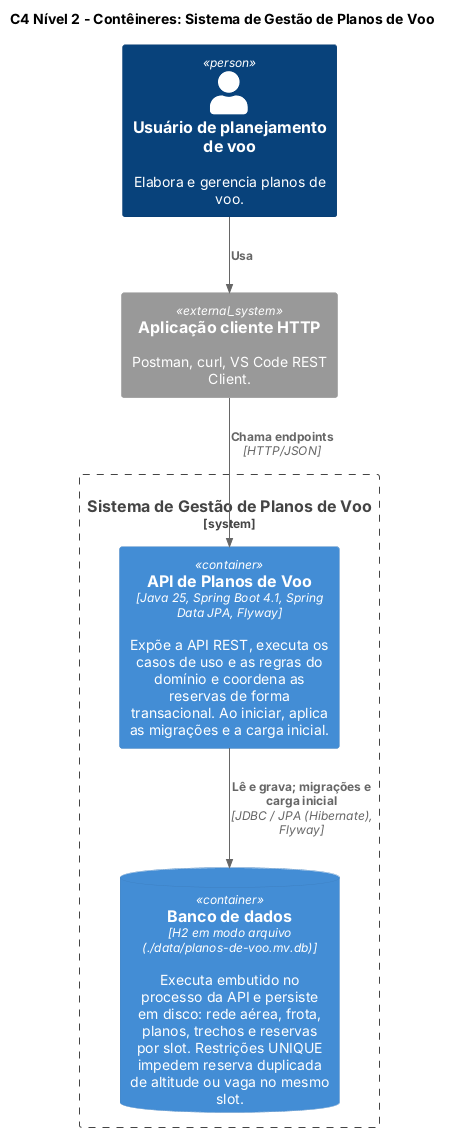 C4 Nível 2 - Contêineres: Sistema de Gestão de Planos de Voo
«person»
Usuário de planejamento
de voo
Elabora e gerencia planos de
voo.
Usa
«external_system»
Aplicação cliente HTTP
Postman, curl, VS Code REST
Client.
Chama endpoints
[HTTP/JSON]
Sistema de Gestão de Planos de Voo
[system]
«container»
API de Planos de Voo
[Java 25, Spring Boot 4.1, Spring
Data JPA, Flyway]
Expõe a API REST, executa os
casos de uso e as regras do
domínio e coordena as
reservas de forma
transacional. Ao iniciar, aplica
as migrações e a carga inicial.
Lê e grava; migrações e
carga inicial
[JDBC / JPA (Hibernate),
Flyway]
«container»
Banco de dados
[H2 em modo arquivo
(./data/planos-de-voo.mv.db)]
Executa embutido no
processo da API e persiste
em disco: rede aérea, frota,
planos, trechos e reservas
por slot. Restrições UNIQUE
impedem reserva duplicada
de altitude ou vaga no mesmo
slot.